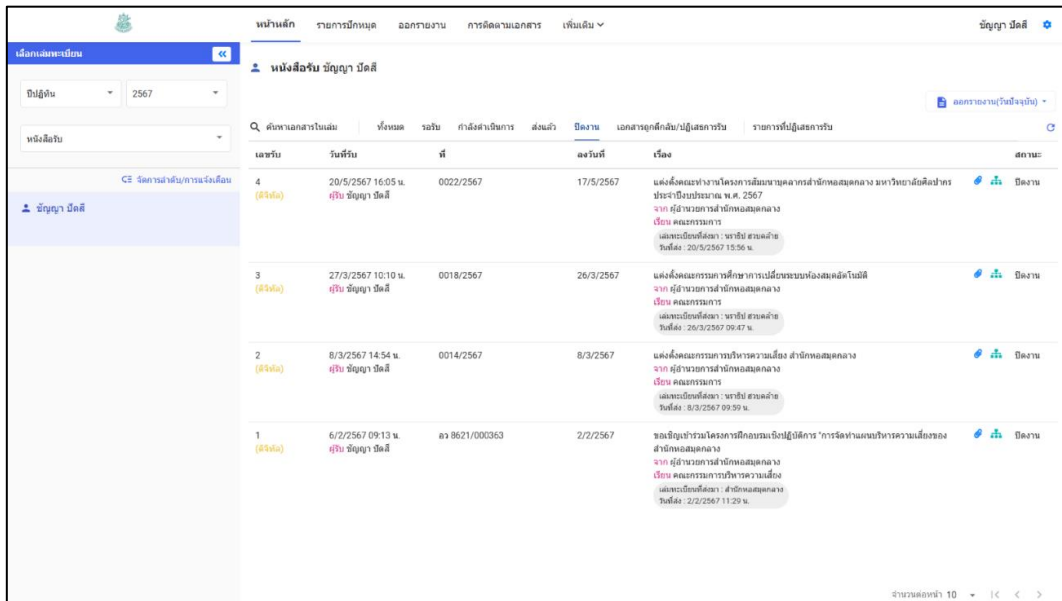 หน้าหลัก รายการปักหมุด ออกรายงาน การติดตามเอกสาร เพิ่มเติม ชัญญา ปัดสี
เลือกเล่มทะเบียน
หนังสือรับ ชัญญา ปัดสี
ปีปฏิทิน 2567
ออกรายงาน(วันปัจจุบัน)
หนังสือรับ
ค้นหาเอกสารในเล่ม ทั้งหมด รอรับ กำลังดำเนินการ ส่งแล้ว ปิดงาน เอกสารถูกดึงกลับ/ปฏิเสธการรับ รายการที่ปฏิเสธการรับ
เลขรับ วันที่รับ ที่ ลงวันที่ เรื่อง สถานะ
จัดการลำดับ/การแจ้งเตือน
ชัญญา ปัดสี
4 20/5/2567 16:05 น. 0022/2567 17/5/2567 แต่งตั้งคณะทำงานโครงการสัมมนาบุคลากรสำนักหอสมุดกลาง มหาวิทยาลัยศิลปากร ปิดงาน
(ดิจิทัล) ผู้รับ ชัญญา ปัดสี ประจำปีงบประมาณ พ.ศ. 2567
จาก ผู้อำนวยการสำนักหอสมุดกลาง
เรียน คณะกรรมการ
เล่มทะเบียนที่ส่งมา : นราธิป ฮวบคล้าย
วันที่ส่ง : 20/5/2567 15:56 น.
3 27/3/2567 10:10 น. 0018/2567 26/3/2567 แต่งตั้งคณะกรรมการศึกษาการเปลี่ยนระบบห้องสมุดอัตโนมัติ ปิดงาน
(ดิจิทัล) ผู้รับ ชัญญา ปัดสี จาก ผู้อำนวยการสำนักหอสมุดกลาง
เรียน คณะกรรมการ
เล่มทะเบียนที่ส่งมา : นราธิป ฮวบคล้าย
วันที่ส่ง : 26/3/2567 09:47 น.
2 8/3/2567 14:54 น. 0014/2567 8/3/2567 แต่งตั้งคณะกรรมการบริหารความเสี่ยง สำนักหอสมุดกลาง ปิดงาน
(ดิจิทัล) ผู้รับ ชัญญา ปัดสี จาก ผู้อำนวยการสำนักหอสมุดกลาง
เรียน คณะกรรมการ
เล่มทะเบียนที่ส่งมา : นราธิป ฮวบคล้าย
วันที่ส่ง : 8/3/2567 09:59 น.
1 6/2/2567 09:13 น. อว 8621/000363 2/2/2567 ขอเชิญเข้าร่วมโครงการฝึกอบรมเชิงปฏิบัติการ "การจัดทำแผนบริหารความเสี่ยงของ ปิดงาน
(ดิจิทัล) ผู้รับ ชัญญา ปัดสี สำนักหอสมุดกลาง
จาก ผู้อำนวยการสำนักหอสมุดกลาง
เรียน คณะกรรมการบริหารความเสี่ยง
เล่มทะเบียนที่ส่งมา : สำนักหอสมุดกลาง
วันที่ส่ง : 2/2/2567 11:29 น.
จำนวนต่อหน้า 10